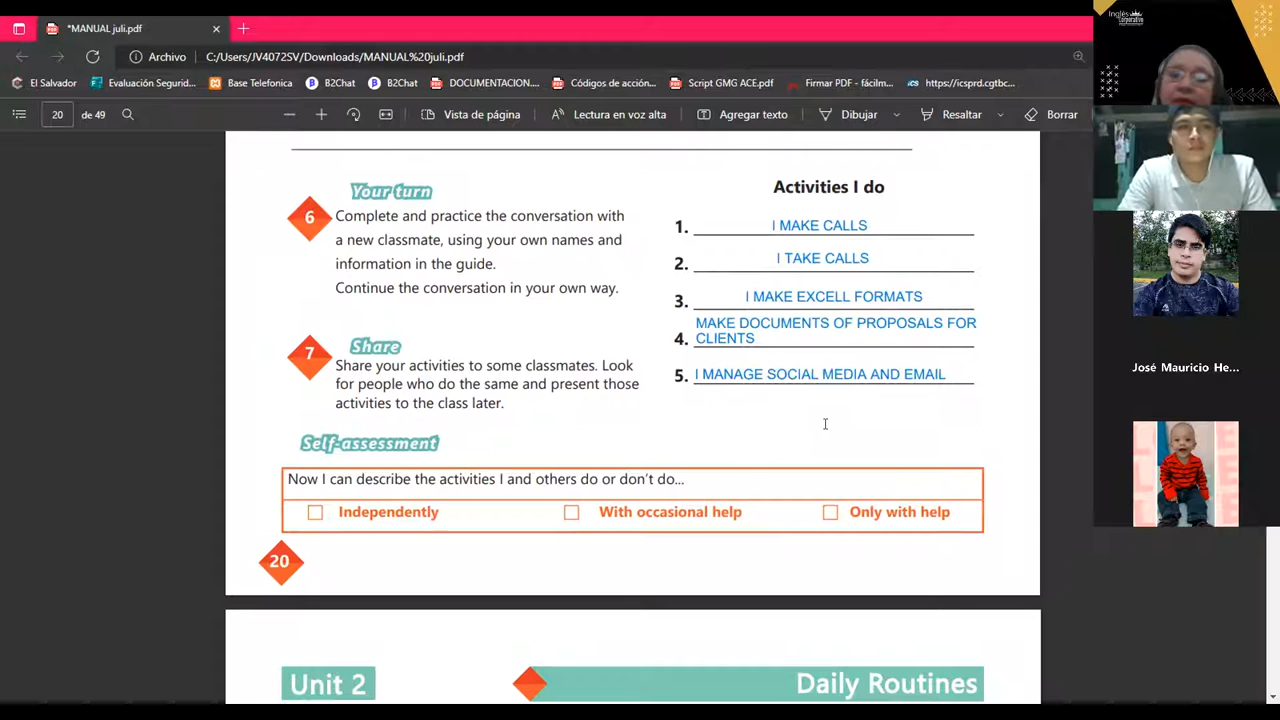 *MANUAL juli.pdf
Archivo
C:/Users/JV4072SV/Downloads/MANUAL%20juli.pdf
El Salvador
Evaluación Segurid...
Base Telefonica
B2Chat
B2Chat
DOCUMENTACION....
Códigos de acción...
Script GMG ACE.pdf
Firmar PDF - fácilm...
https://icsprd.cgtbc...
20
de 49
Vista de página
Lectura en voz alta
Agregar texto
Dibujar
Resaltar
Borrar
Your turn
6
Complete and practice the conversation with
a new classmate, using your own names and
information in the guide.
Continue the conversation in your own way.
7
Share
Share your activities to some classmates. Look
for people who do the same and present those
activities to the class later.
Activities I do
1. I MAKE CALLS
2. I TAKE CALLS
3. I MAKE EXCELL FORMATS
4. MAKE DOCUMENTS OF PROPOSALS FOR
CLIENTS
5. I MANAGE SOCIAL MEDIA AND EMAIL
Self-assessment
Now I can describe the activities I and others do or don't do...
Independently
With occasional help
Only with help
20
Unit 2
Daily Routines
Inglés
Corporativo
José Mauricio He...